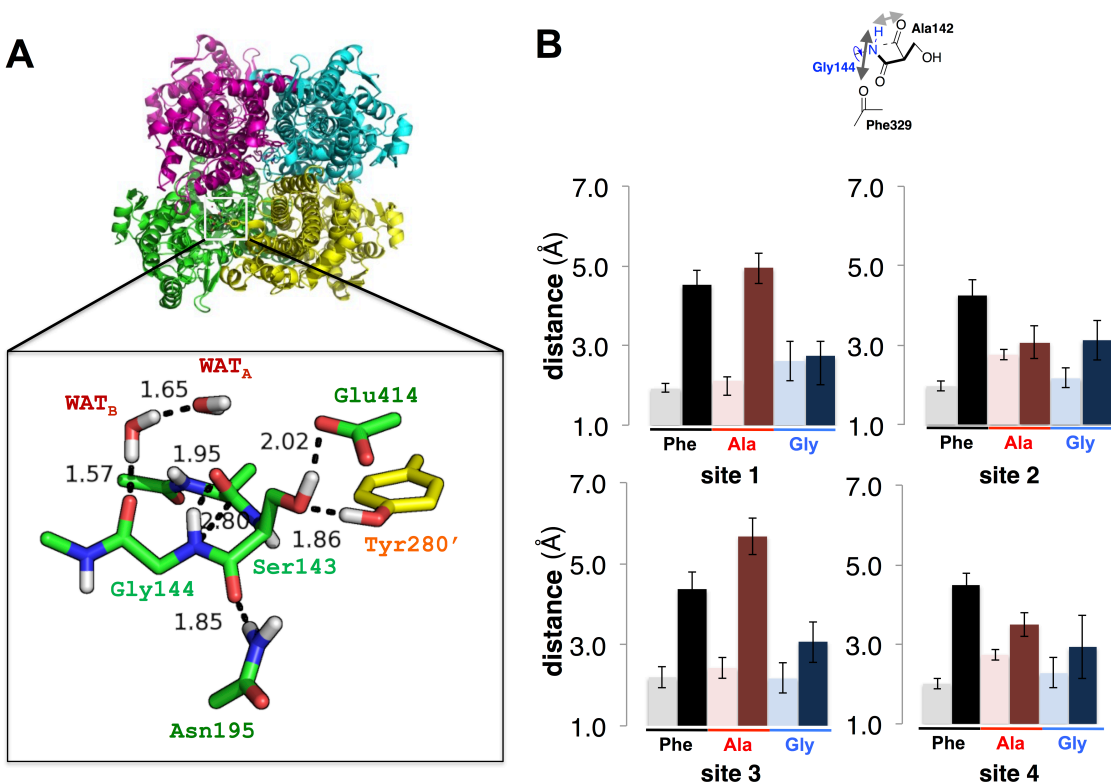 A
WAT_A
1.65
WAT_B
Glu414
2.02
1.95
1.57
2.80
1.86
Tyr280’
Ser143
Gly144
1.85
Asn195
B
H
O
Ala142
N
Gly144
OH
O
O
Phe329
7.0
5.0
3.0
1.0
distance (Å)
Phe Ala Gly
site 1
7.0
5.0
3.0
1.0
Phe Ala Gly
site 2
7.0
5.0
3.0
1.0
distance (Å)
Phe Ala Gly
site 3
7.0
5.0
3.0
1.0
Phe Ala Gly
site 4